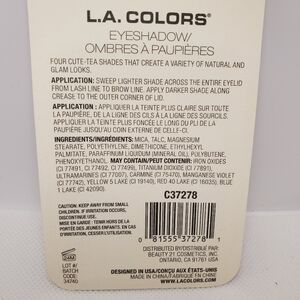 L.A. COLORS®
EYESHADOW/
OMBRES À PAUPIÈRES
FOUR CUTE-TEA SHADES THAT CREATE A VARIETY OF NATURAL AND
GLAM LOOKS.
APPLICATION: SWEEP LIGHTER SHADE ACROSS THE ENTIRE EYELID
FROM LASH LINE TO BROW LINE. APPLY DARKER SHADE ALONG
CREASE TO THE OUTER CORNER OF LID.
APPLICATION : APPLIQUER LA TEINTE PLUS CLAIRE SUR TOUTE
LA PAUPIÈRE, DE LA LIGNE DES CILS À LA LIGNE DES SOURCILS.
APPLIQUER LA TEINTE PLUS FONCÉE LE LONG DU PLI DE LA
PAUPIÈRE JUSQU'AU COIN EXTERNE DE CELLE-CI.
INGREDIENTS/INGRÉDIENTS: MICA, TALC, MAGNESIUM
STEARATE, POLYETHYLENE, DIMETHICONE, ETHYLHEXYL
PALMITATE, PARAFFINUM LIQUIDUM (MINERAL OIL), POLYBUTENE,
PHENOXYETHANOL. MAY CONTAIN/PEUT CONTENIR: IRON OXIDES
(CI 77491, CI 77492, CI 77499), TITANIUM DIOXIDE (CI 77891),
ULTRAMARINES (CI 77007), CARMINE (CI 75470), MANGANESE VIOLET
(CI 77742), YELLOW 5 LAKE (CI 19140), RED 40 LAKE (CI 16035), BLUE
1 LAKE (CI 42090).
CAUTION: KEEP AWAY FROM SMALL
CHILDREN. IF IRRITATION OCCURS,
DISCONTINUE USE.
MISE EN GARDE: TENIR HORS DE LA
PORTÉE DES JEUNES ENFANTS. EN CAS
D'IRRITATION, CESSER L'UTILISATION.
C37278
0 81555 37278 1
24M
LOT #/
BATCH
CODE:
34740
DISTRIBUTED BY/DISTRIBUÉ PAR:
BEAUTY 21 COSMETICS, INC
ONTARIO, CA 91761 USA
DESIGNED IN USA/CONÇU AUX ÉTATS-UNIS
MADE IN CHINA/FABRIQUÉ EN CHINE
WWW.LACOLORS.COM